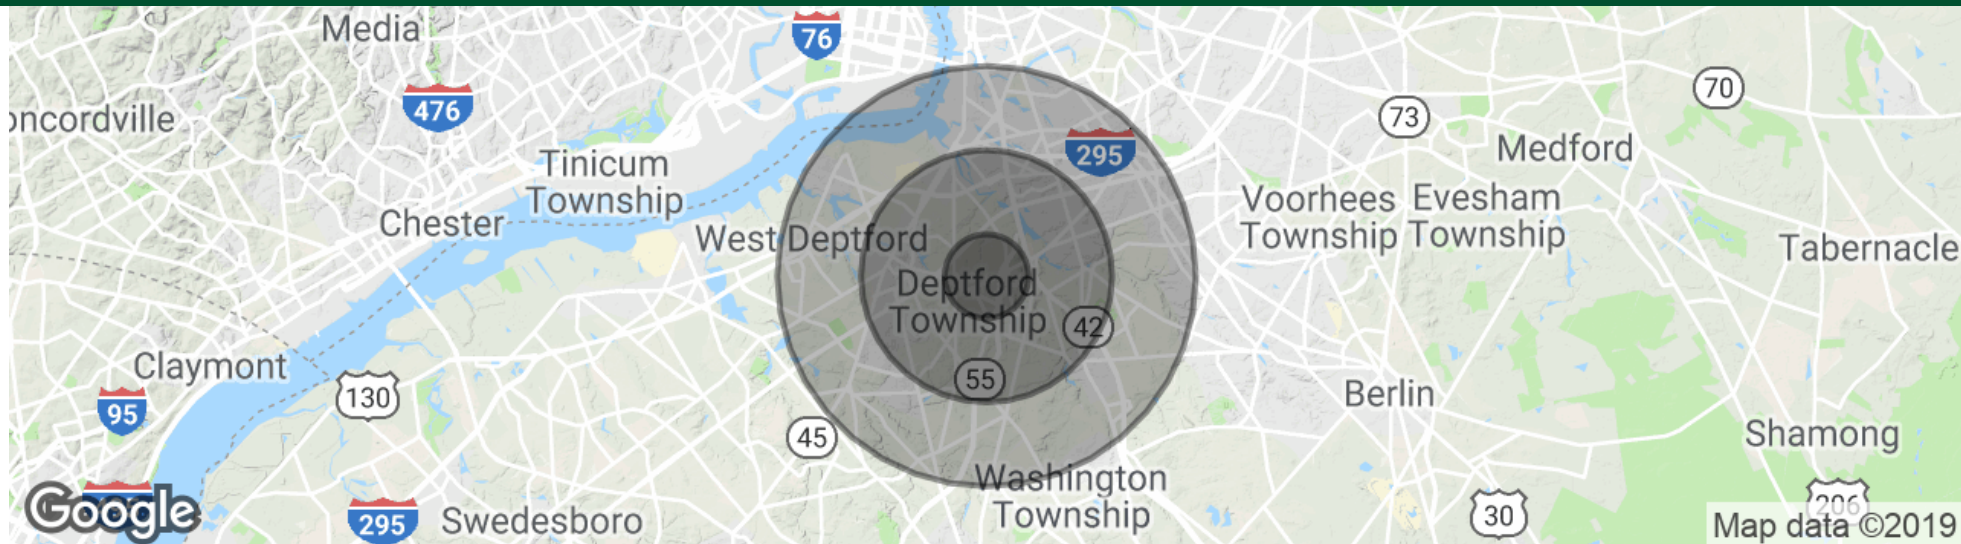 Media
76
476
70
73
oncordville
295
Medford
Tinicum
Township
Chester
Voorhees
Township
Evesham
Township
West Deptford
Tabernacle
Deptford
Township
42
Claymont
55
130
Berlin
95
45
Shamong
Washington
Township
206
Google
295
Swedesboro
30
Map data ©2019